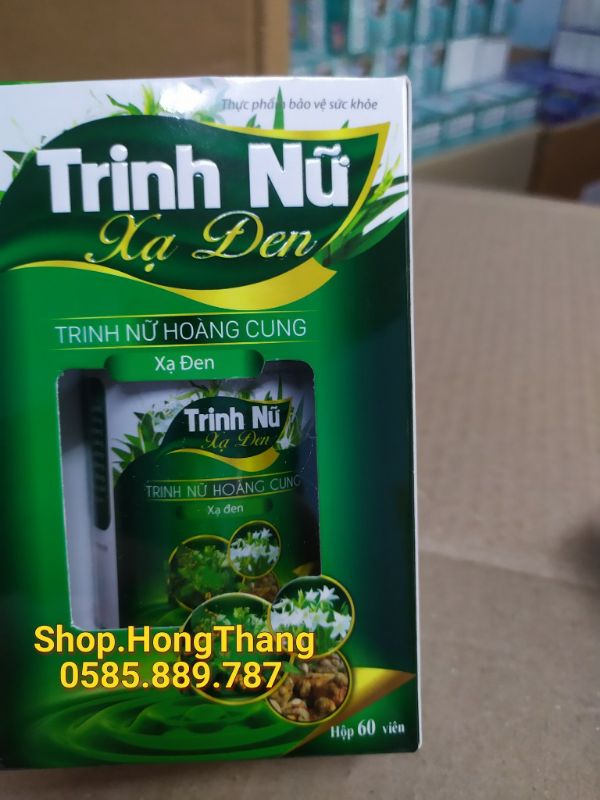 Thực phẩm bảo vệ sức khỏe
Trinh Nữ
Xạ Đen
TRINH NỮ HOÀNG CUNG
Xạ Đen
Trinh Nữ
Xạ Đen
TRINH NỮ HOÀNG CUNG
Xạ đen
Shop.HongThang
0585.889.787
Hộp 60 viên